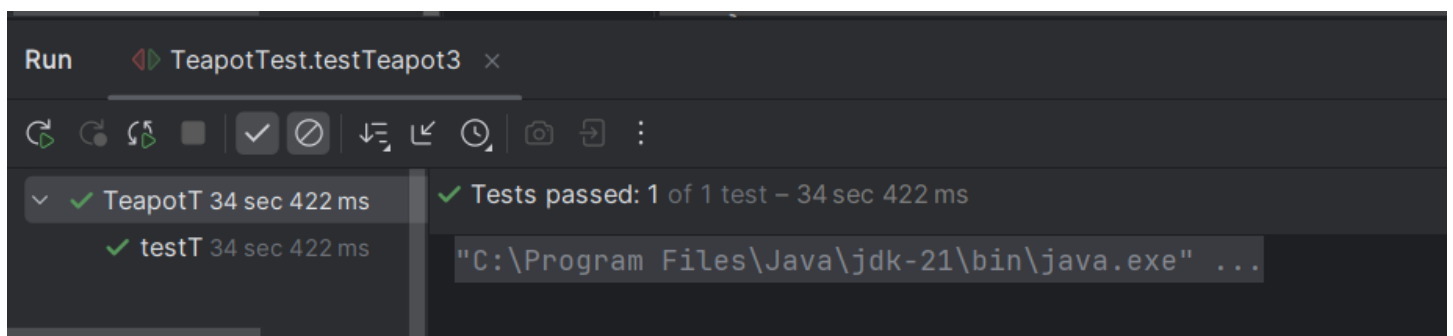 Run TeapotTest.testTeapot3
TeapotT 34 sec 422 ms
Tests passed: 1 of 1 test – 34 sec 422 ms
testT 34 sec 422 ms
"C:\Program Files\Java\jdk-21\bin\java.exe" ...